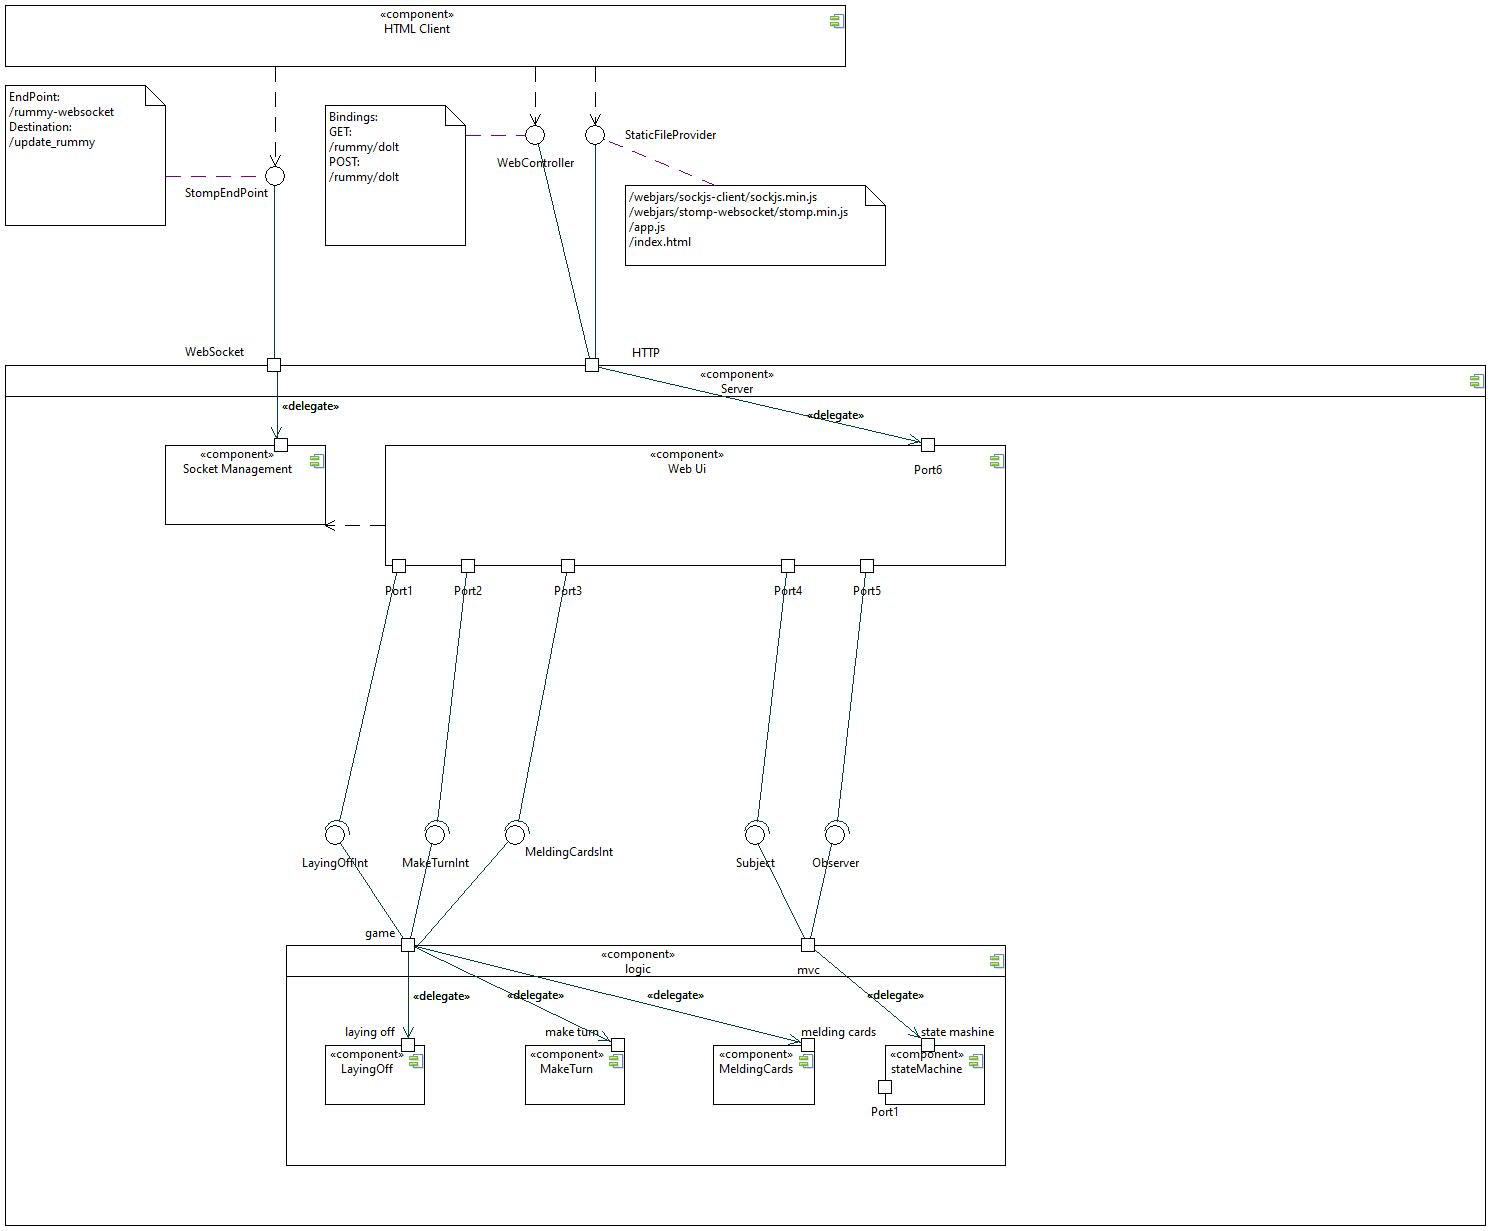 «component»
HTML Client
EndPoint:
/rummy-websocket
Destination:
/update_rummy
Bindings:
GET:
/rummy/doIt
POST:
/rummy/doIt
StaticFileProvider
WebController
StompEndPoint
/webjars/sockjs-client/sockjs.min.js
/webjars/stomp-websocket/stomp.min.js
/app.js
/index.html
WebSocket
HTTP
«component»
Server
«delegate»
«delegate»
«component»
Socket Management
«component»
Web Ui
Port6
Port1
Port2
Port3
Port4
Port5
LayingOffInt
MakeTurnInt
MeldingCardsInt
Subject
Observer
game
«component»
logic
mvc
«delegate»
«delegate»
«delegate»
«delegate»
laying off
make turn
melding cards
state mashine
«component»
LayingOff
«component»
MakeTurn
«component»
MeldingCards
«component»
stateMachine
Port1